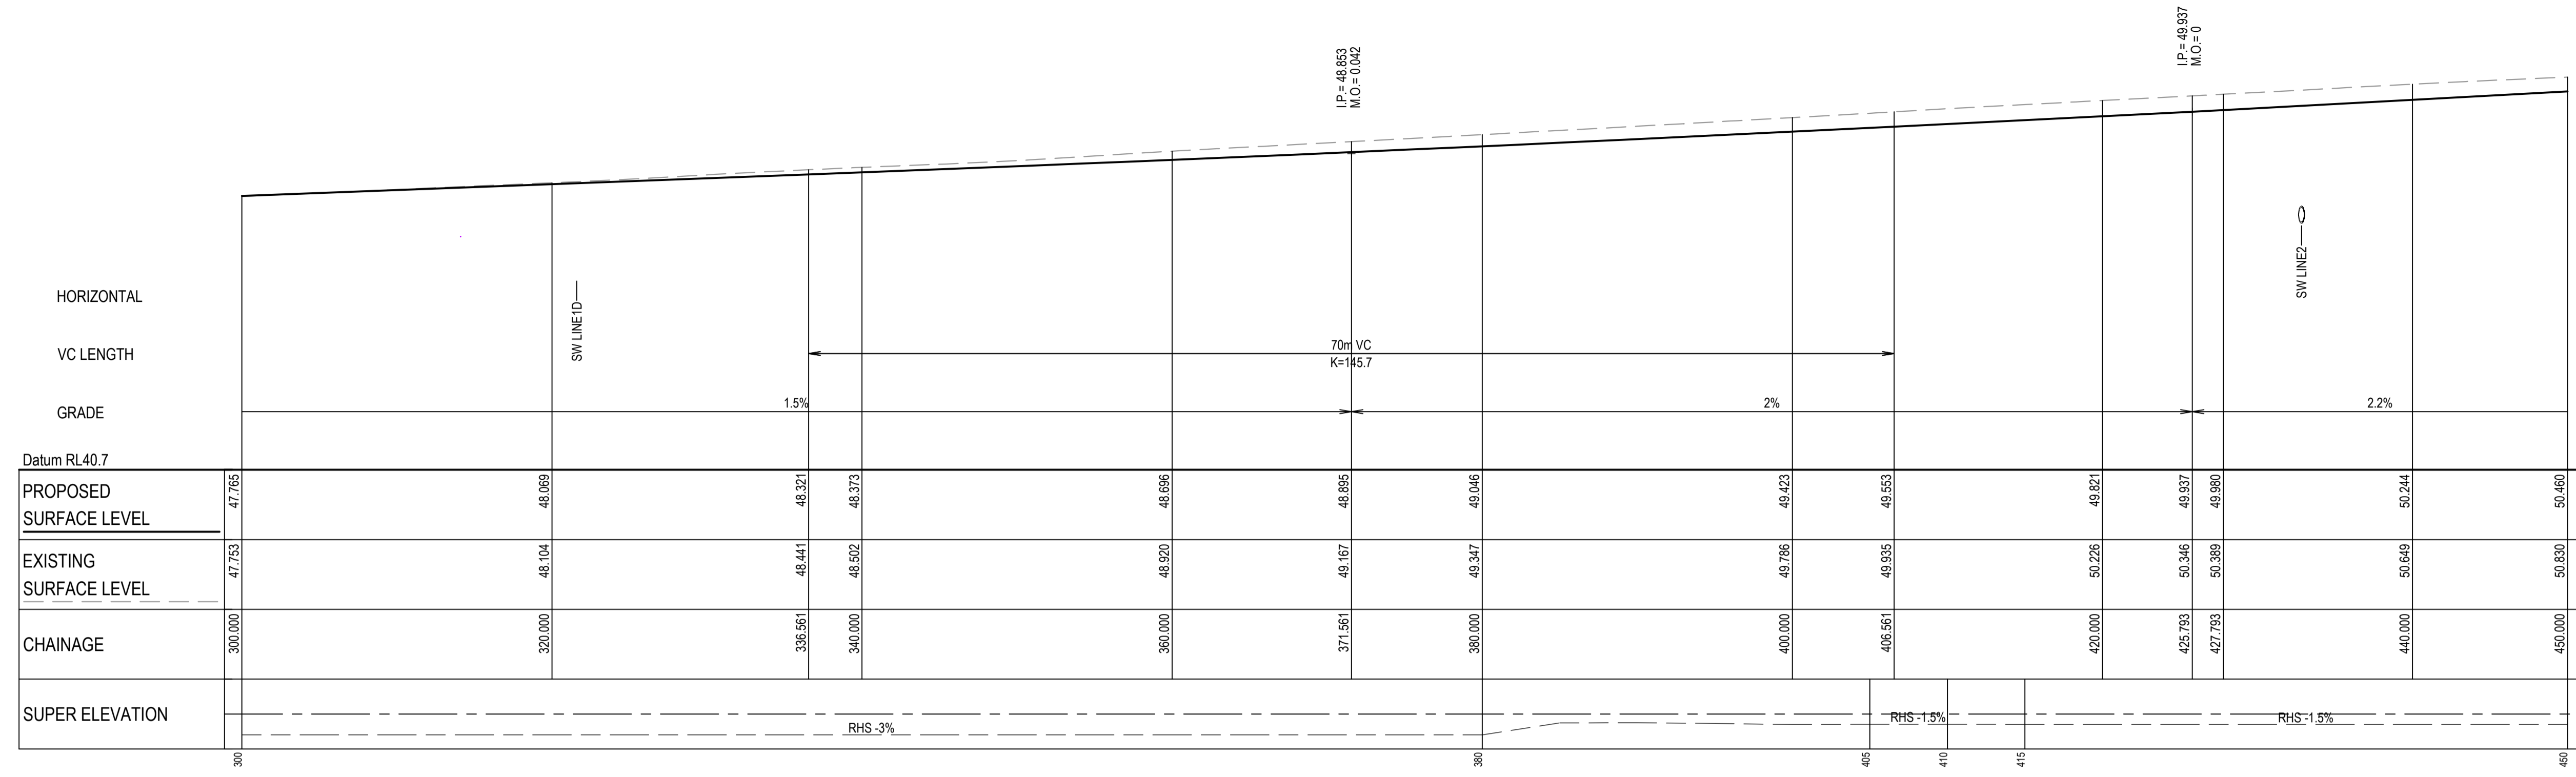 I.P.= 48.853
M.O.= 0.042
I.P.= 49.937
M.O.= 0
HORIZONTAL
SW LINE1D
SW LINE2
VC LENGTH
70m VC
K=145.7
GRADE
1.5%
2%
2.2%
Datum RL40.7
PROPOSED
SURFACE LEVEL
47.765
48.069
48.321
48.373
48.696
48.895
49.046
49.423
49.553
49.821
49.937
49.980
50.244
50.460
EXISTING
SURFACE LEVEL
47.753
48.104
48.441
48.502
48.920
49.167
49.347
49.786
49.935
50.226
50.346
50.389
50.649
50.830
CHAINAGE
300.000
320.000
336.561
340.000
360.000
371.561
380.000
400.000
406.561
420.000
425.793
427.793
440.000
450.000
SUPER ELEVATION
RHS -3%
RHS -1.5%
RHS -1.5%
300
380
405
410
415
450